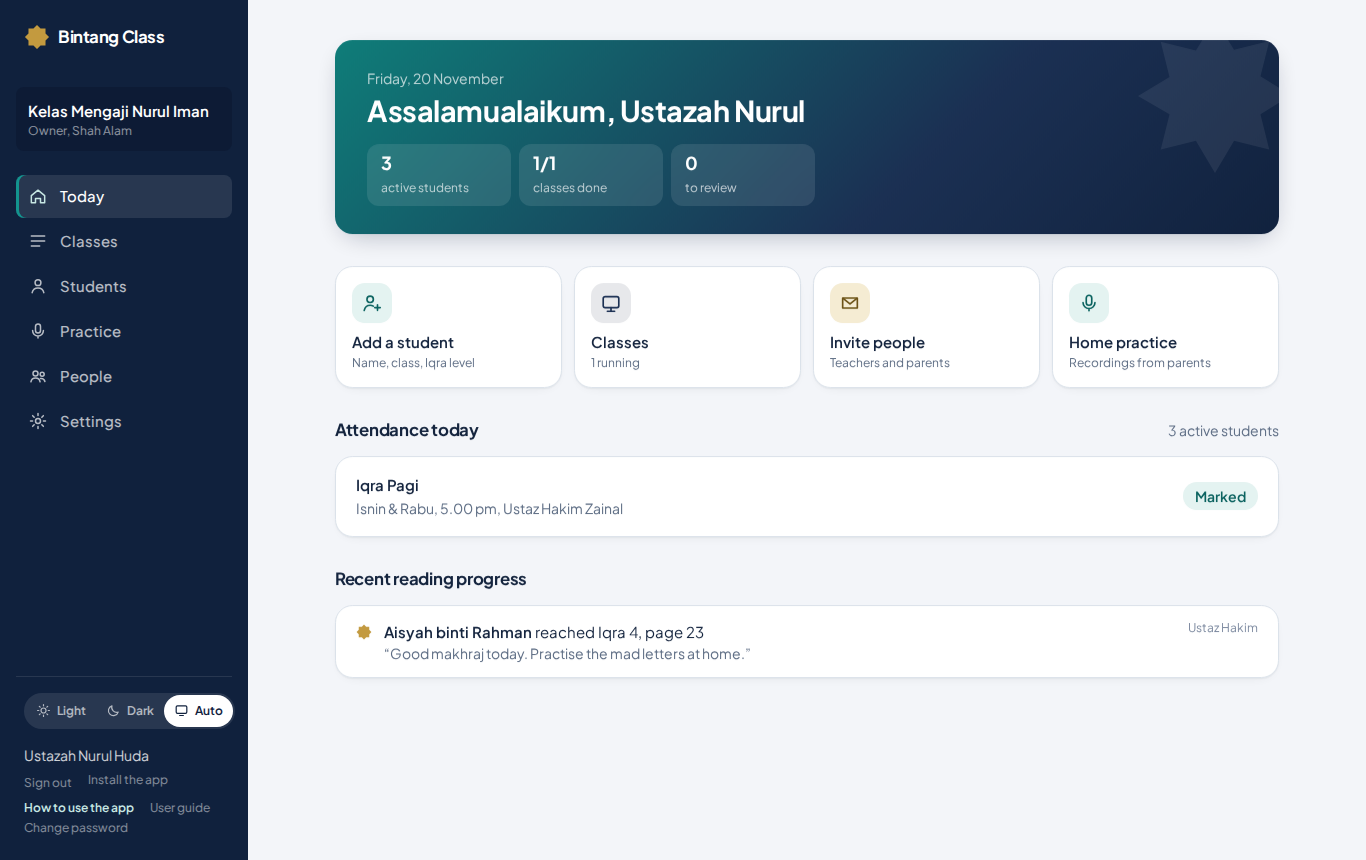 Bintang Class
Kelas Mengaji Nurul Iman
Owner, Shah Alam
Today
Classes
Students
Practice
People
Settings
Light Dark Auto
Ustazah Nurul Huda
Sign out Install the app
How to use the app User guide
Change password
Friday, 20 November
Assalamualaikum, Ustazah Nurul
3
active students
1/1
classes done
0
to review
Add a student
Name, class, Iqra level
Classes
1 running
Invite people
Teachers and parents
Home practice
Recordings from parents
Attendance today
3 active students
Iqra Pagi
Isnin & Rabu, 5.00 pm, Ustaz Hakim Zainal
Marked
Recent reading progress
Aisyah binti Rahman reached Iqra 4, page 23
Ustaz Hakim
“Good makhraj today. Practise the mad letters at home.”